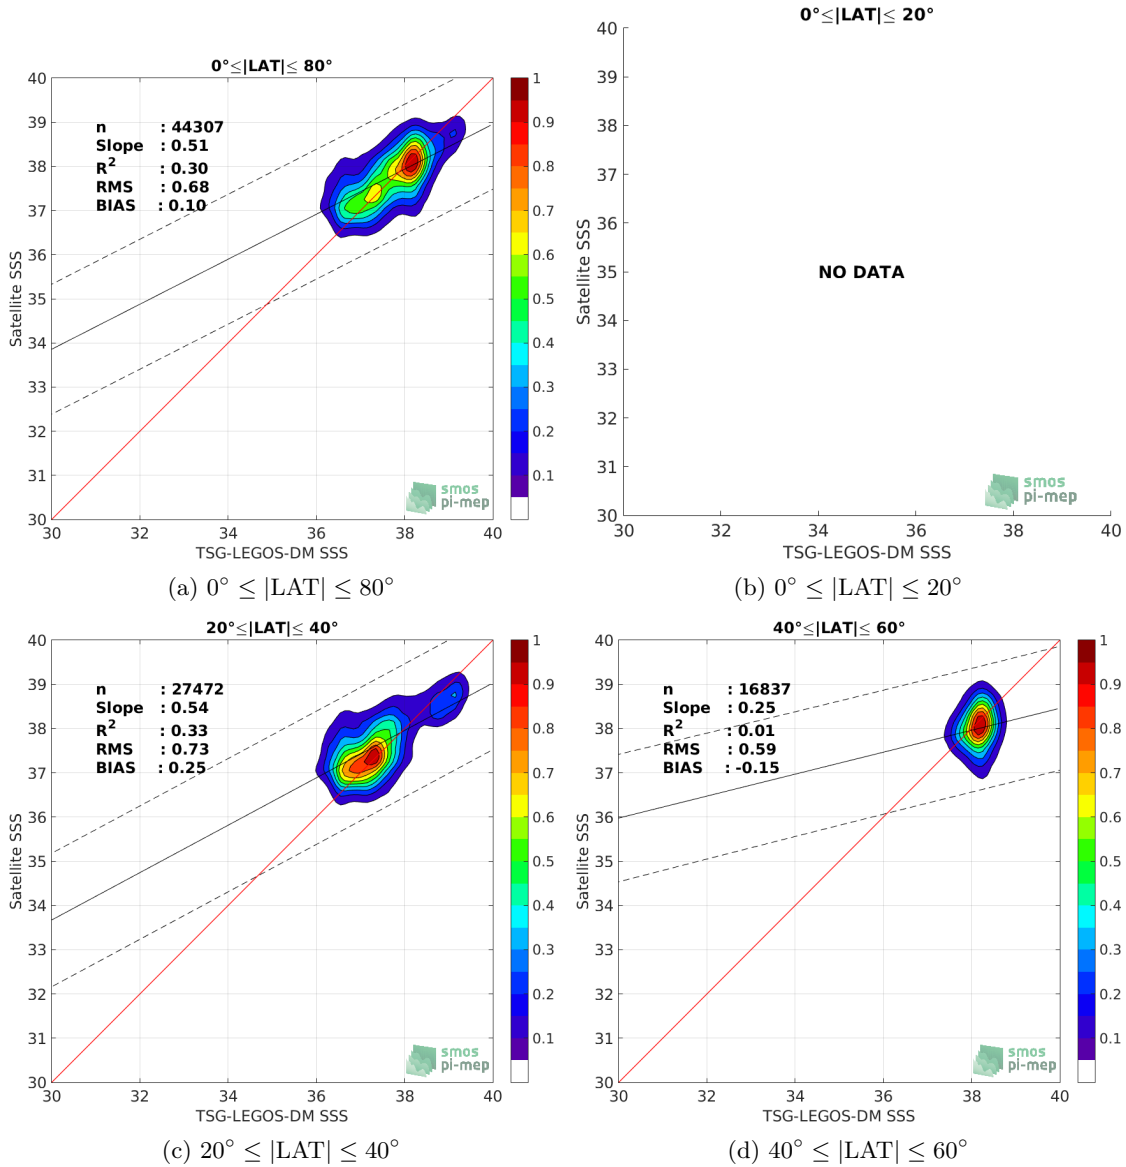 0°≤|LAT|≤ 80°
n : 44307
Slope : 0.51
R² : 0.30
RMS : 0.68
BIAS : 0.10
40
39
38
37
36
35
34
33
32
31
30
Satellite SSS
30 32 34 36 38 40
TSG-LEGOS-DM SSS
1
0.9
0.8
0.7
0.6
0.5
0.4
0.3
0.2
0.1
smos
pi-mep
(a) 0° ≤ |LAT| ≤ 80°
0°≤|LAT|≤ 20°
40
39
38
37
36
35
34
33
32
31
30
Satellite SSS
NO DATA
30 32 34 36 38 40
TSG-LEGOS-DM SSS
smos
pi-mep
(b) 0° ≤ |LAT| ≤ 20°
20°≤|LAT|≤ 40°
n : 27472
Slope : 0.54
R² : 0.33
RMS : 0.73
BIAS : 0.25
40
39
38
37
36
35
34
33
32
31
30
Satellite SSS
30 32 34 36 38 40
TSG-LEGOS-DM SSS
1
0.9
0.8
0.7
0.6
0.5
0.4
0.3
0.2
0.1
smos
pi-mep
(c) 20° ≤ |LAT| ≤ 40°
40°≤|LAT|≤ 60°
n : 16837
Slope : 0.25
R² : 0.01
RMS : 0.59
BIAS : -0.15
40
39
38
37
36
35
34
33
32
31
30
Satellite SSS
30 32 34 36 38 40
TSG-LEGOS-DM SSS
1
0.9
0.8
0.7
0.6
0.5
0.4
0.3
0.2
0.1
smos
pi-mep
(d) 40° ≤ |LAT| ≤ 60°